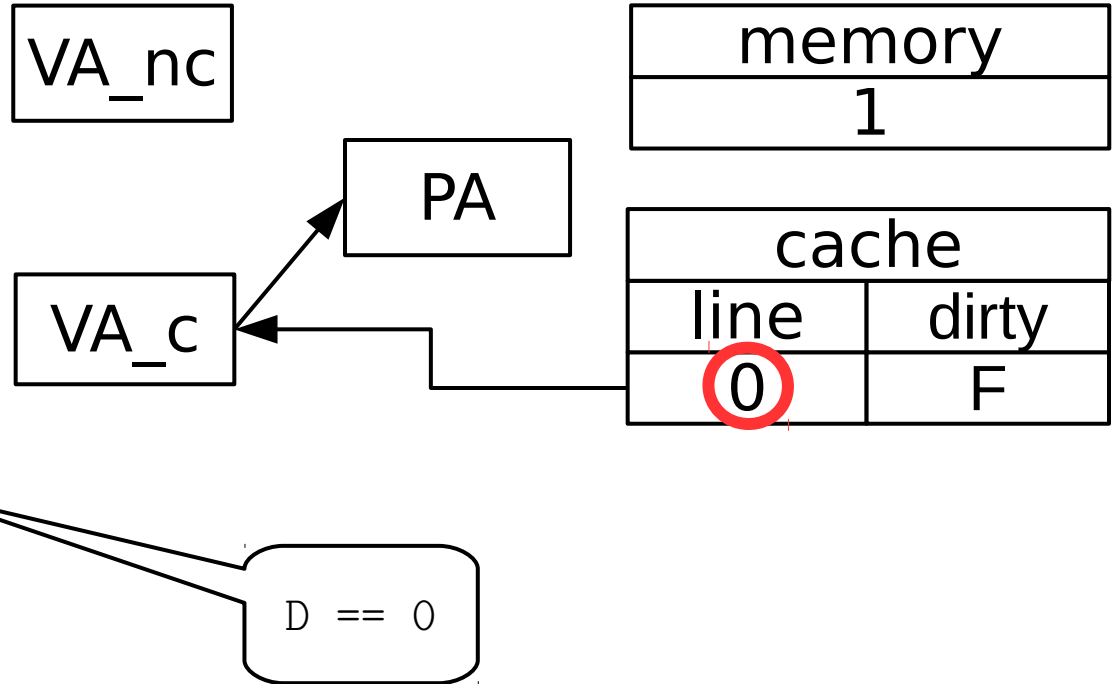 VA_nc
memory
1
PA
cache
line dirty
0 F
VA_c
D == 0